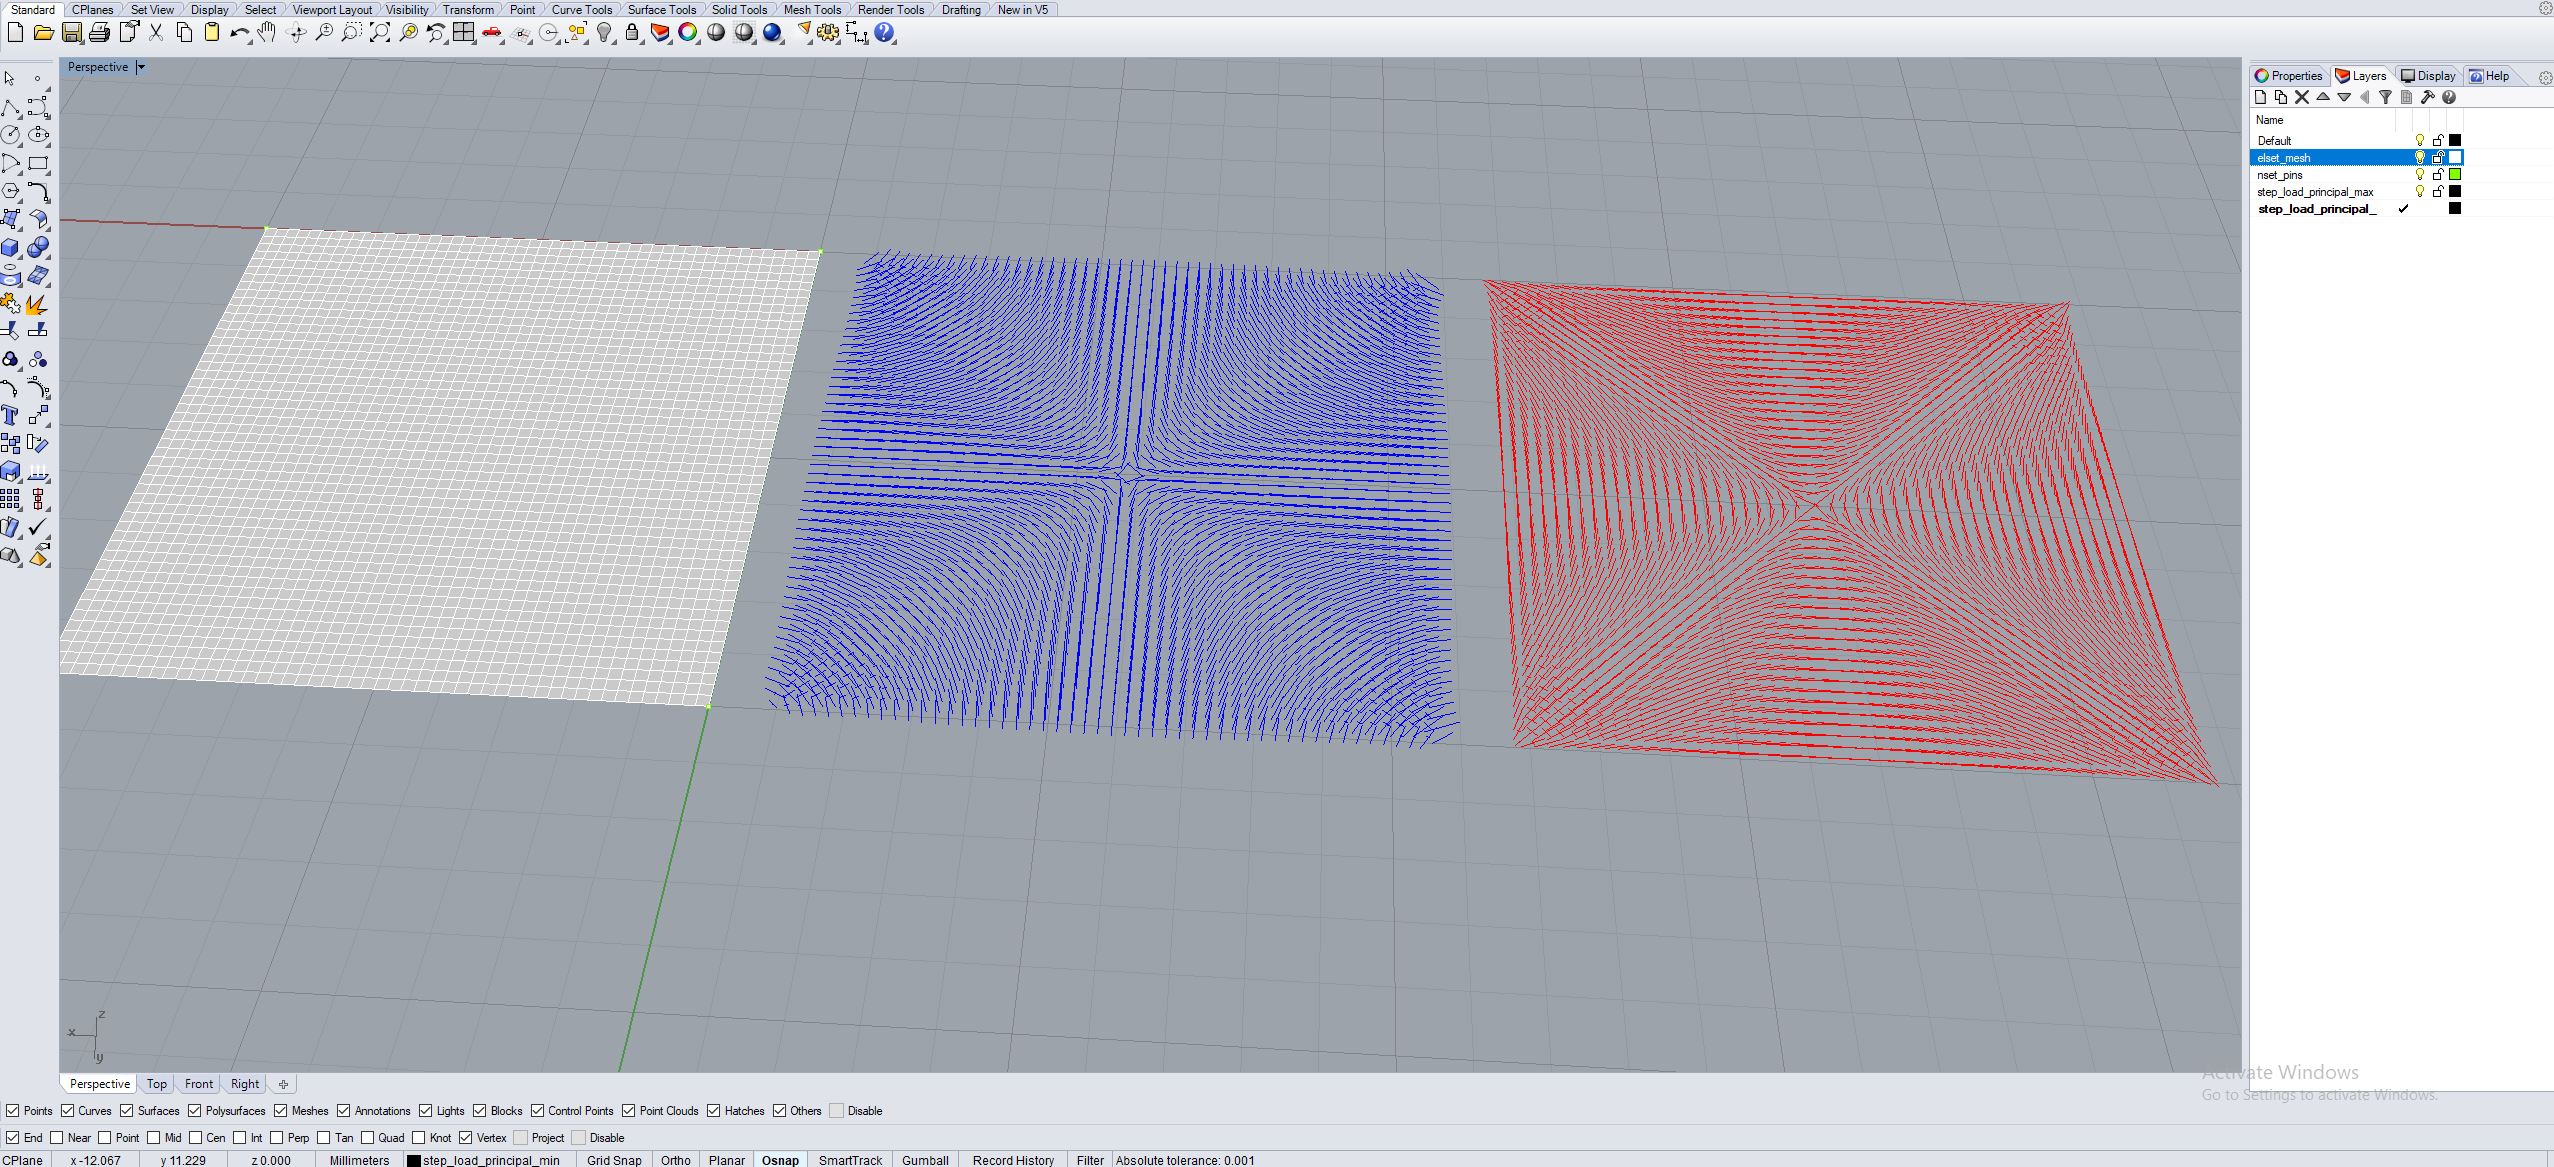 Standard CPlanes Set View Display Select Viewport Layout Visibility Transform Point Curve Tools Surface Tools Solid Tools Mesh Tools Render Tools Drafting New in V5
Perspective
Properties Layers Display Help
Name
Default
elset_mesh
nset_pins
step_load_principal_max
step_load_principal_
z
x
y
Perspective Top Front Right
Activate Windows
Go to Settings to activate Windows.
Points Curves Surfaces Polysurfaces Meshes Annotations Lights Blocks Control Points Point Clouds Hatches Others Disable
End Near Point Mid Cen Int Perp Tan Quad Knot Vertex Project Disable
CPlane x -12.067 y 11.229 z 0.000 Millimeters step_load_principal_min Grid Snap Ortho Planar Osnap SmartTrack Gumball Record History Filter Absolute tolerance: 0.001